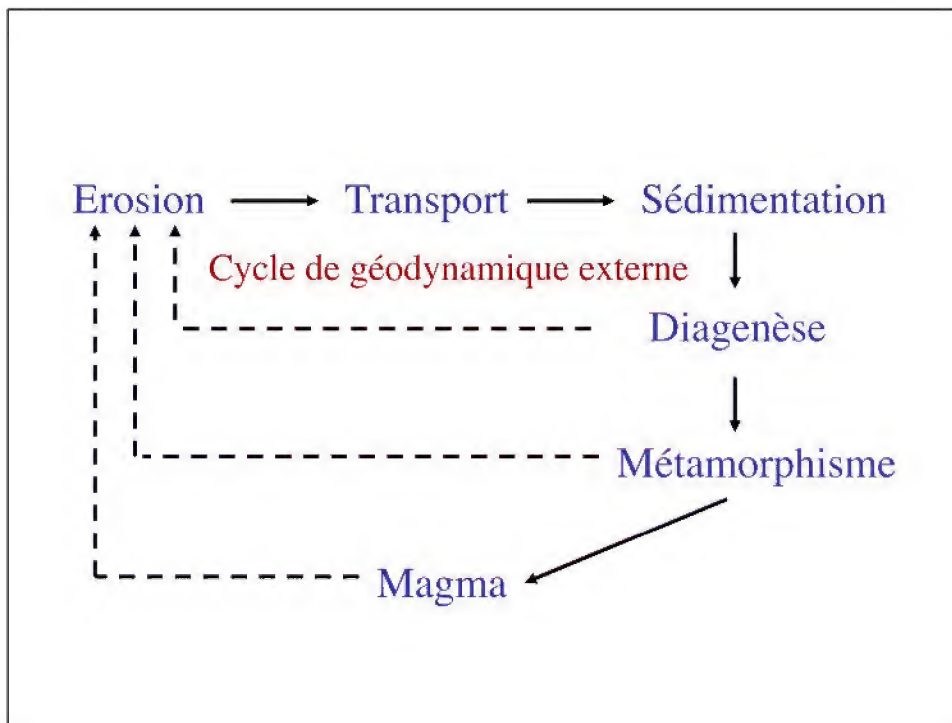 Erosion Transport Sédimentation
Cycle de géodynamique externe
Diagenèse
Métamorphisme
Magma